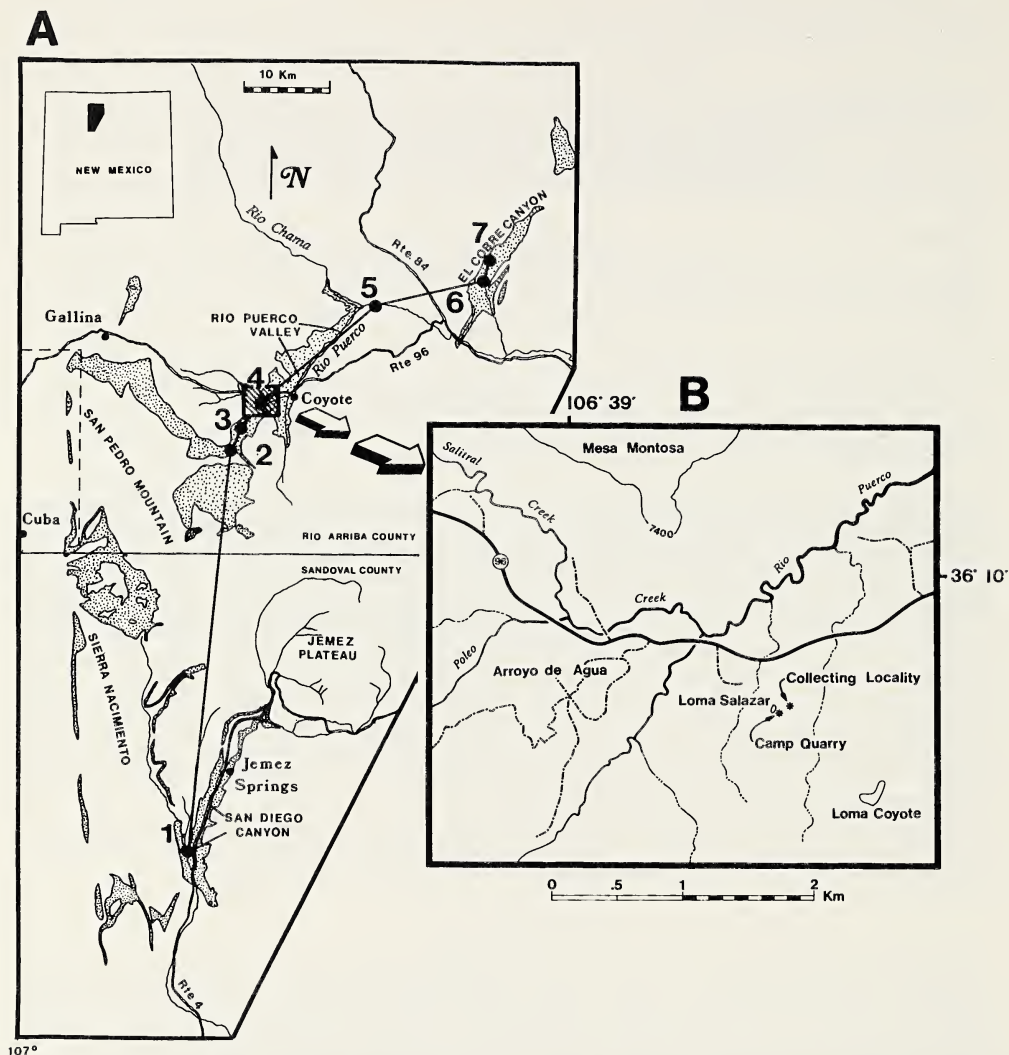 A
10 Km
NEW MEXICO
N
Rio Chama
Rte. 84
EL COBRE CANYON
7
6
5
Gallina
RIO PUERCO
VALLEY
Rio Puerco
Rte 96
4
Coyote
3
2
SAN PEDRO MOUNTAIN
Cuba
RIO ARRIBA COUNTY
SANDOVAL COUNTY
JEMEZ
PLATEAU
SIERRA NACIMIENTO
Jemez
Springs
SAN DIEGO
CANYON
1
Rte 4
107°
106° 39'
B
Mesa Montosa
Salitral
Creek
7400
Puerco
Rio
96
36° 10'
Creek
Poleo
Arroyo de Agua
Collecting Locality
Loma Salazar
Camp Quarry
Loma Coyote
0 .5 1 2 Km